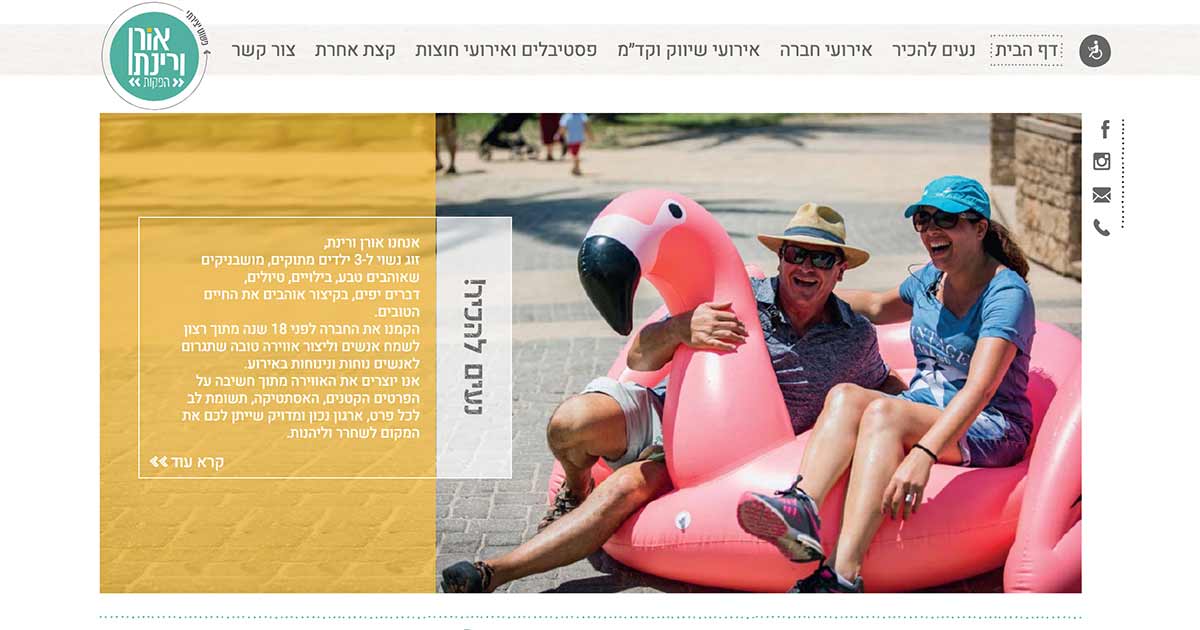 פשוט יצירתי
אורן
ורינת
הפקות
דף הבית
נעים להכיר
אירועי חברה
אירועי שיווק וקד״מ
פסטיבלים ואירועי חוצות
קצת אחרת
צור קשר
אנחנו אורן ורינת,
זוג נשוי ל-3 ילדים מתוקים, מושבניקים
שאוהבים טבע, בילויים, טיולים,
דברים יפים, בקיצור אוהבים את החיים
הטובים.
הקמנו את החברה לפני 18 שנה מתוך רצון
לשמח אנשים וליצור אווירה טובה שתגרום
לאנשים נוחות ונינוחות באירוע.
אנו יוצרים את האווירה מתוך חשיבה על
הפרטים הקטנים, האסתטיקה, תשומת לב
לכל פרט, ארגון נכון ומדויק שייתן לכם את
המקום לשחרר וליהנות.
קרא עוד
נעים להכיר!